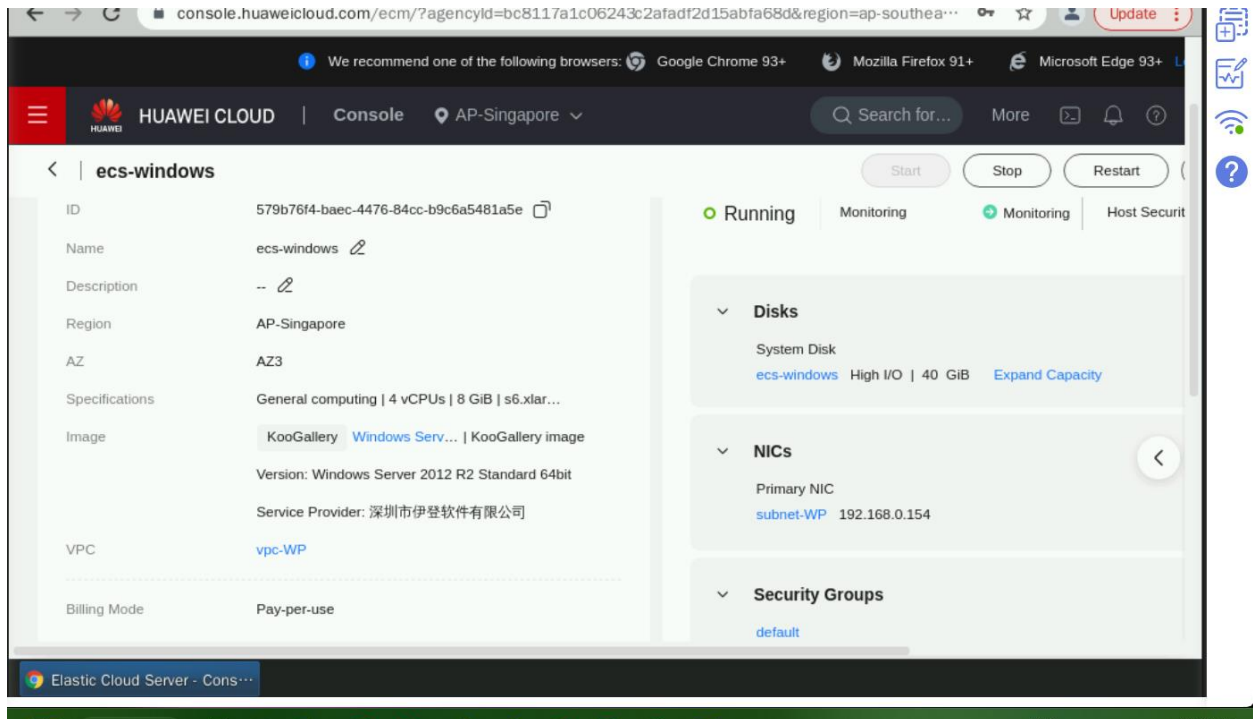 console.huaweicloud.com/ecm/?agencyId=bc8117a1c06243c2afadf2d15abfa68d&region=ap-southea··· Update
We recommend one of the following browsers: Google Chrome 93+ Mozilla Firefox 91+ Microsoft Edge 93+
HUAWEI HUAWEI CLOUD | Console AP-Singapore Search for... More
ecs-windows Start Stop Restart
ID 579b76f4-baec-4476-84cc-b9c6a5481a5e
Running Monitoring Monitoring Host Securit
Name ecs-windows
Description --
Region AP-Singapore
AZ AZ3
Specifications General computing | 4 vCPUs | 8 GiB | s6.xlar...
Image KooGallery Windows Serv... | KooGallery image
Version: Windows Server 2012 R2 Standard 64bit
Service Provider: 深圳市伊登软件有限公司
VPC vpc-WP
Billing Mode Pay-per-use
Disks
System Disk
ecs-windows High I/O | 40 GiB Expand Capacity
NICs
Primary NIC
subnet-WP 192.168.0.154
Security Groups
default
Elastic Cloud Server - Cons···